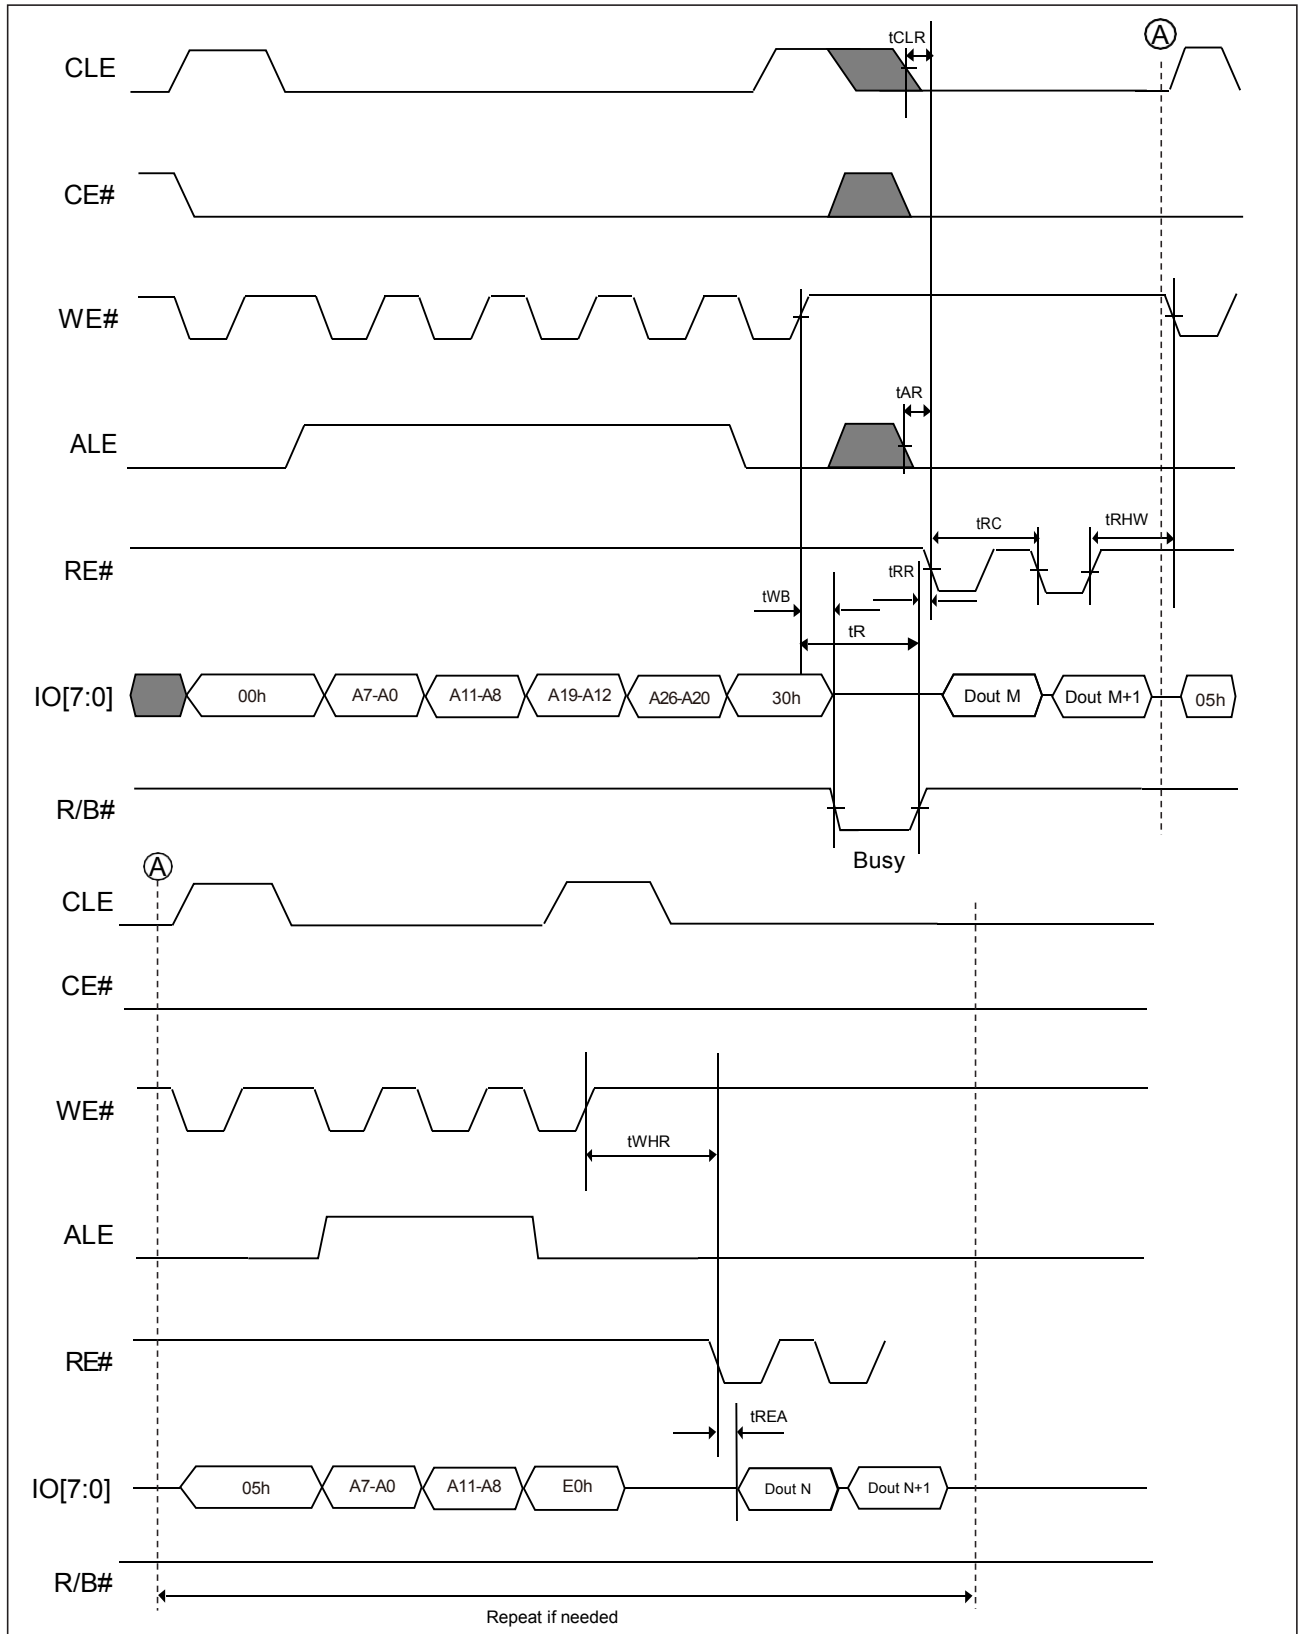 tCLR
A
CLE
CE#
WE#
tAR
ALE
tRC
tRHW
RE#
tRR
tWB
tR
IO[7:0] 00h A7-A0 A11-A8 A19-A12 A26-A20 30h Dout M Dout M+1 05h
R/B#
Busy
A
CLE
CE#
WE#
tWHR
ALE
RE#
tREA
IO[7:0] 05h A7-A0 A11-A8 E0h Dout N Dout N+1
R/B#
Repeat if needed